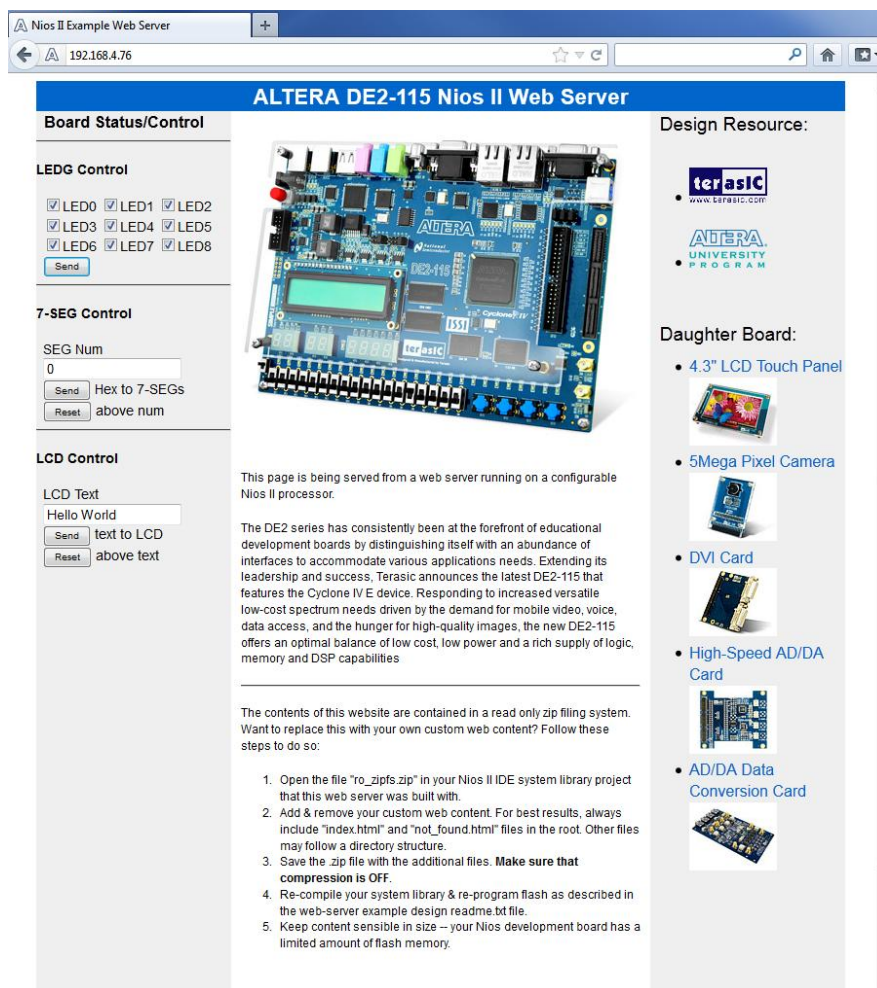 Nios II Example Web Server
192.168.4.76
ALTERA DE2-115 Nios II Web Server
Board Status/Control
LEDG Control
LED0 LED1 LED2
LED3 LED4 LED5
LED6 LED7 LED8
Send
7-SEG Control
SEG Num
0
Send Hex to 7-SEGs
Reset above num
LCD Control
LCD Text
Hello World
Send text to LCD
Reset above text
ALTERA
National
Semiconductor
DE2-115
Cyclone IV
ISSI
terasIC
This page is being served from a web server running on a configurable
Nios II processor.
The DE2 series has consistently been at the forefront of educational
development boards by distinguishing itself with an abundance of
interfaces to accommodate various applications needs. Extending its
leadership and success, Terasic announces the latest DE2-115 that
features the Cyclone IV E device. Responding to increased versatile
low-cost spectrum needs driven by the demand for mobile video, voice,
data access, and the hunger for high-quality images, the new DE2-115
offers an optimal balance of low cost, low power and a rich supply of logic,
memory and DSP capabilities
The contents of this website are contained in a read only zip filing system.
Want to replace this with your own custom web content? Follow these
steps to do so:
1. Open the file "ro_zipfs.zip" in your Nios II IDE system library project
that this web server was built with.
2. Add & remove your custom web content. For best results, always
include "index.html" and "not_found.html" files in the root. Other files
may follow a directory structure.
3. Save the .zip file with the additional files. Make sure that
compression is OFF.
4. Re-compile your system library & re-program flash as described in
the web-server example design readme.txt file.
5. Keep content sensible in size -- your Nios development board has a
limited amount of flash memory.
Design Resource:
terasIC
www.terasic.com
ALTERA.
UNIVERSITY
PROGRAM
Daughter Board:
4.3" LCD Touch Panel
5Mega Pixel Camera
DVI Card
High-Speed AD/DA
Card
AD/DA Data
Conversion Card